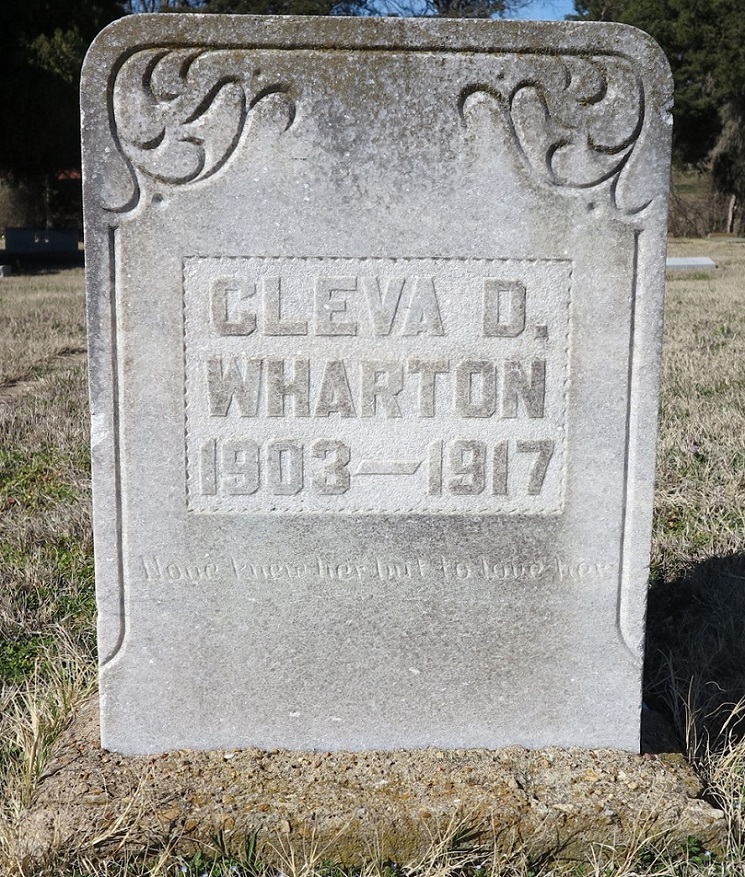 CLEVA D.
WHARTON
1903—1917
None knew her but to love her